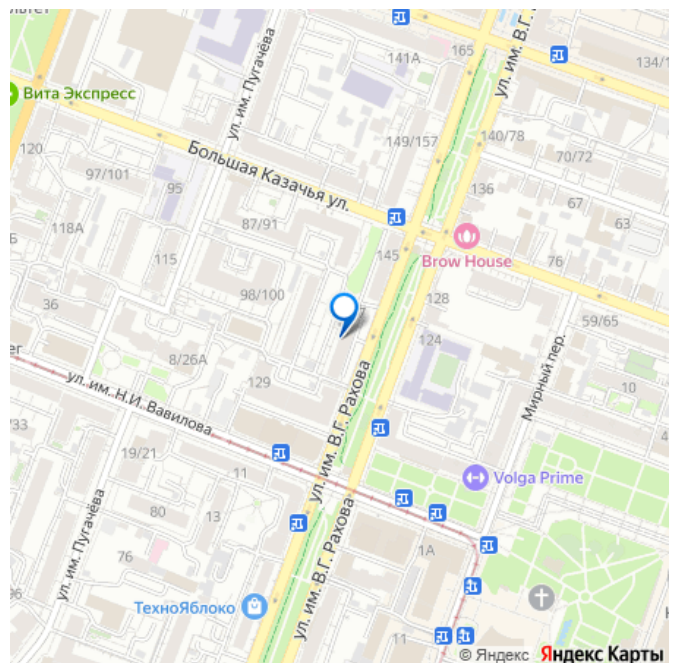 141А
165
ул. им. В.Г.
134/1
Вита Экспресс
ул. им. Пугачёва
149/157
140/78
120
Большая Казачья ул.
70/72
97/101
95
136
67
63
87/91
118А
115
145
Brow House
76
Б
98/100
128
36
59/65
124
8/26А
ул. им. Н.И. Вавилова
129
ул. им. В.Г. Рахова
Мирный пер.
10
/33
19/21
11
Volga Prime
80
13
ул. им. Пугачёва
76
ул. им. В.Г. Рахова
1А
ТехноЯблоко
11
© Яндекс Яндекс Карты